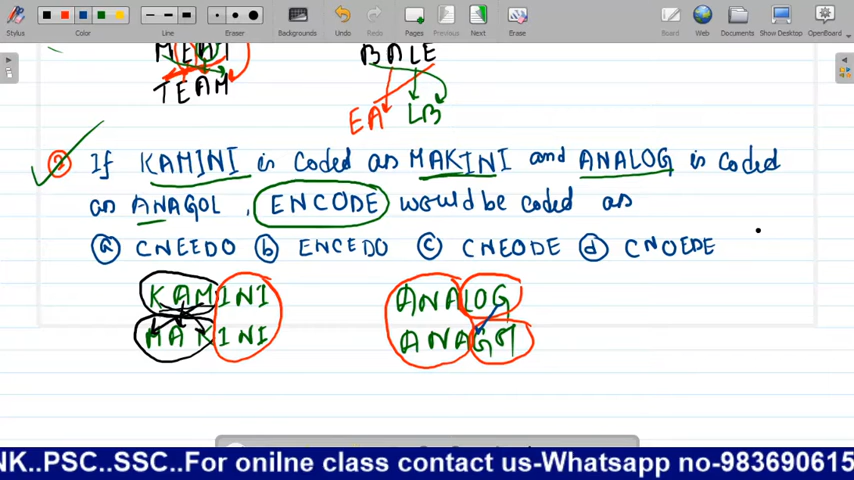 Stylus
Color
Line
Eraser
Backgrounds
Undo
Redo
Pages
Previous
Next
Erase
Board
Web
Documents
Show Desktop
OpenBoard
TEAM
BALE
EA LB
② If KAMINI is coded as MAKINI and ANALOG is coded
as ANAGOL , ENCODE would be coded as
ⓐ CNEEDO ⓑ ENCEDO ⓒ CNEODE ⓓ CNOEDE
KAMINI ANALOG
MAKINI
NK..PSC..SSC..For onilne class contact us-Whatsapp no-983690615